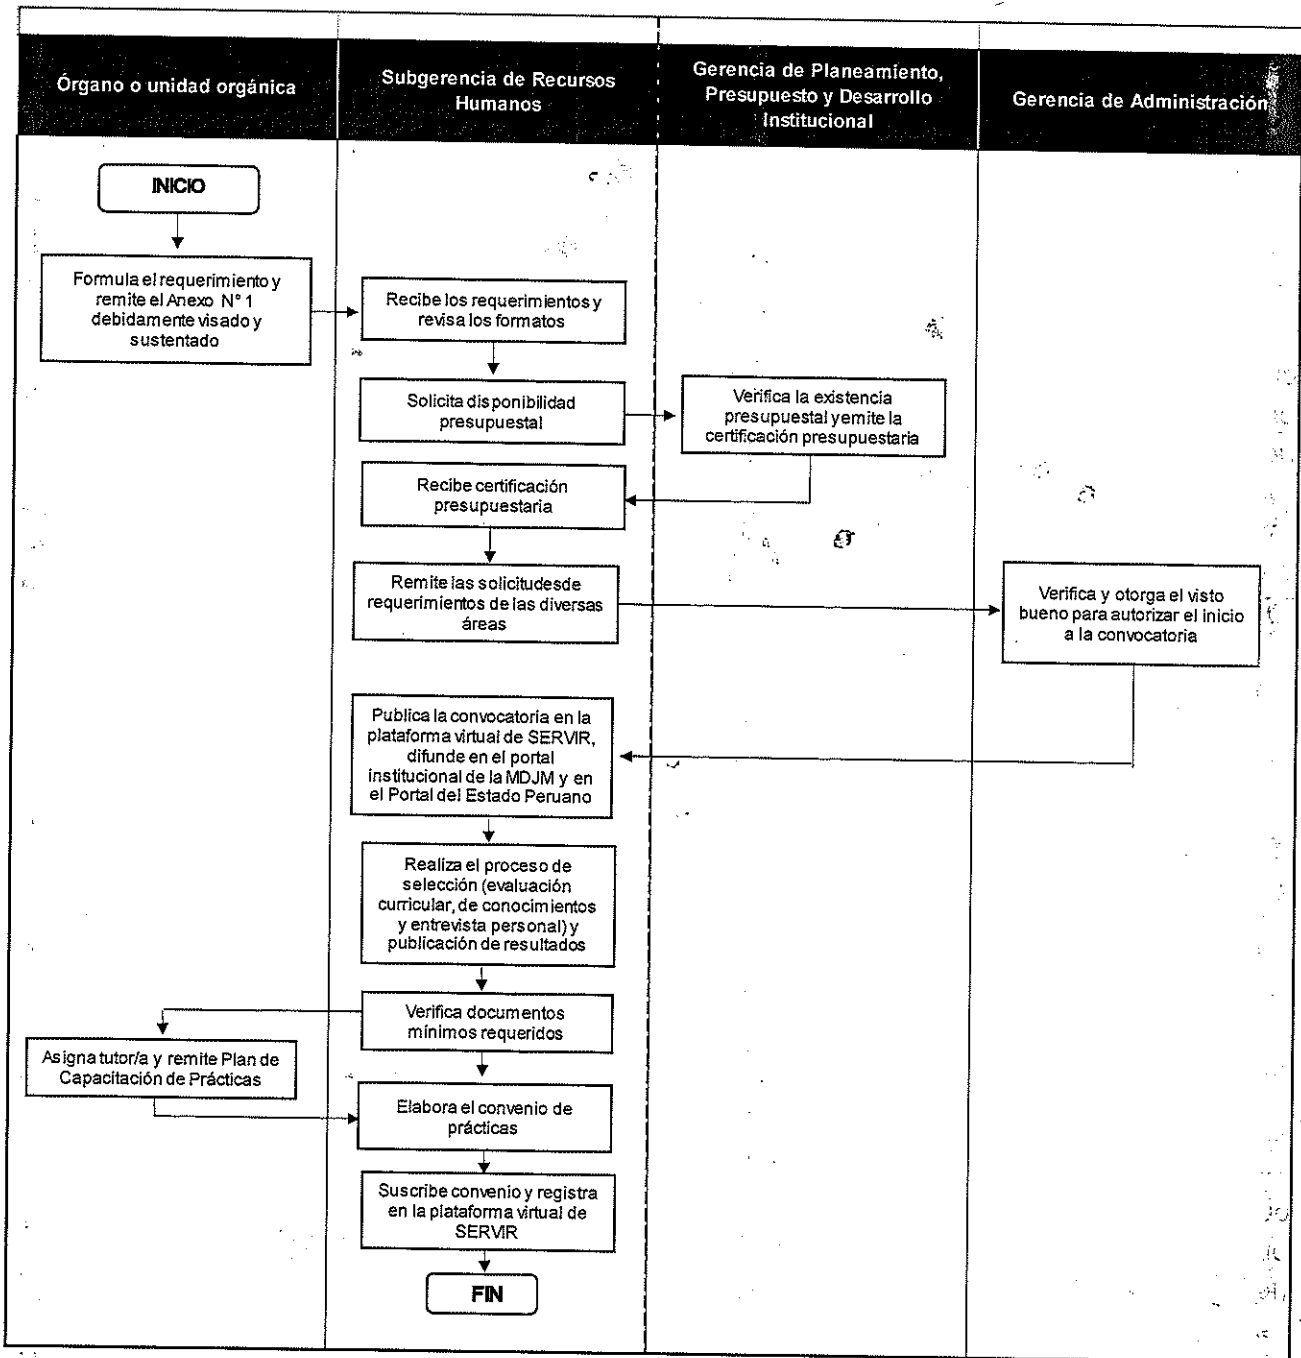 Órgano o unidad orgánica
Subgerencia de Recursos
Humanos
Gerencia de Planeamiento,
Presupuesto y Desarrollo
Institucional
Gerencia de Administración
INICIO
Formula el requerimiento y
remite el Anexo N° 1
debidamente visado y
sustentado
Recibe los requerimientos y
revisa los formatos
Solicita disponibilidad
presupuestal
Verifica la existencia
presupuestal yemite la
certificación presupuestaria
Recibe certificación
presupuestaria
Remite las solicitudesde
requerimientos de las diversas
áreas
Verifica y otorga el visto
bueno para autorizar el inicio
a la convocatoria
Publica la convocatoria en la
plataforma virtual de SERVIR,
difunde en el portal
institucional de la MDJM y en
el Portal del Estado Peruano
Realiza el proceso de
selección (evaluación
curricular, de conocimientos
y entrevista personal) y
publicación de resultados
Verifica documentos
mínimos requeridos
Asigna tutor/a y remite Plan de
Capacitación de Prácticas
Elabora el convenio de
prácticas
Suscribe convenio y registra
en la plataforma virtual de
SERVIR
FIN